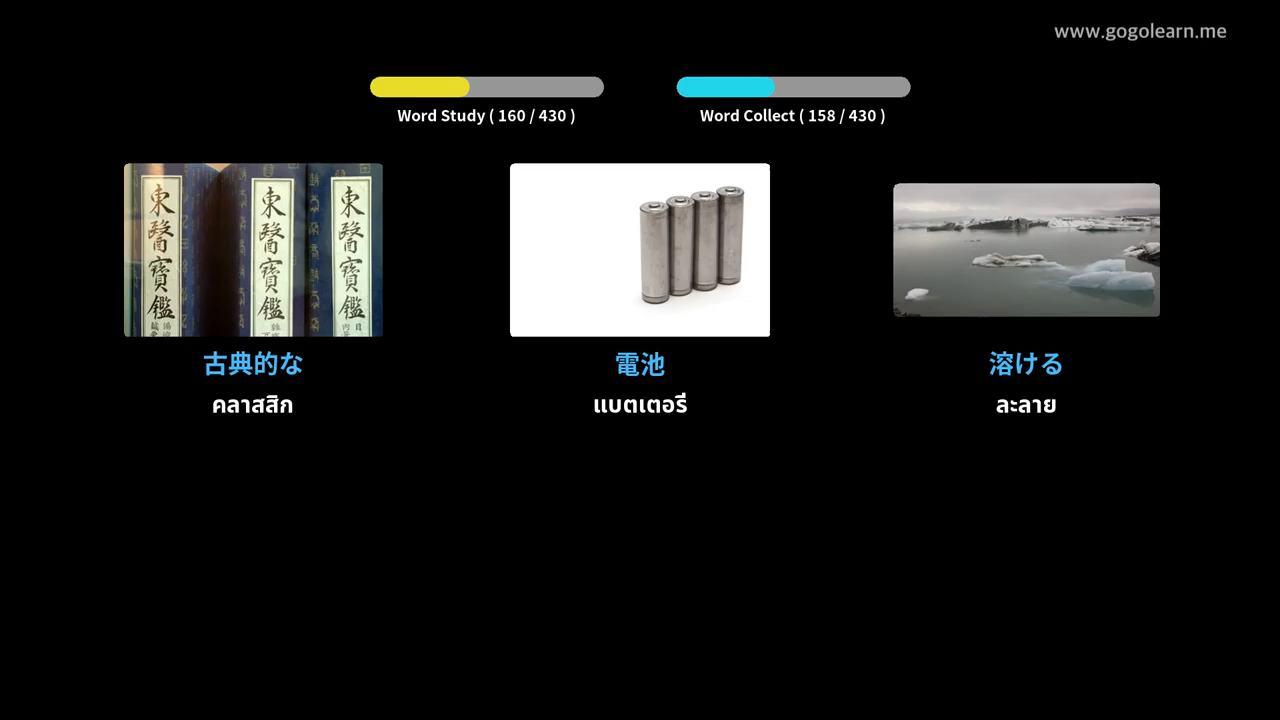 www.gogolearn.me
Word Study ( 160 / 430 )
Word Collect ( 158 / 430 )
東醫寶鑑
東醫寶鑑
東醫寶鑑
古典的な
電池
溶ける
คลาสสิก
แบตเตอรี่
ละลาย